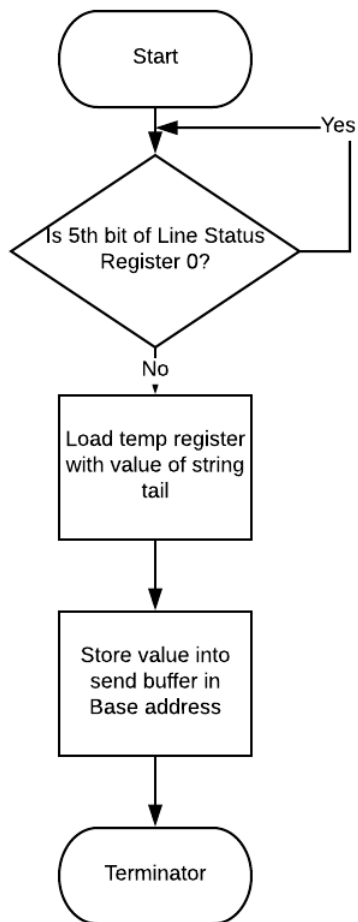 Start
Yes
Is 5th bit of Line Status
Register 0?
No
Load temp register
with value of string
tail
Store value into
send buffer in
Base address
Terminator